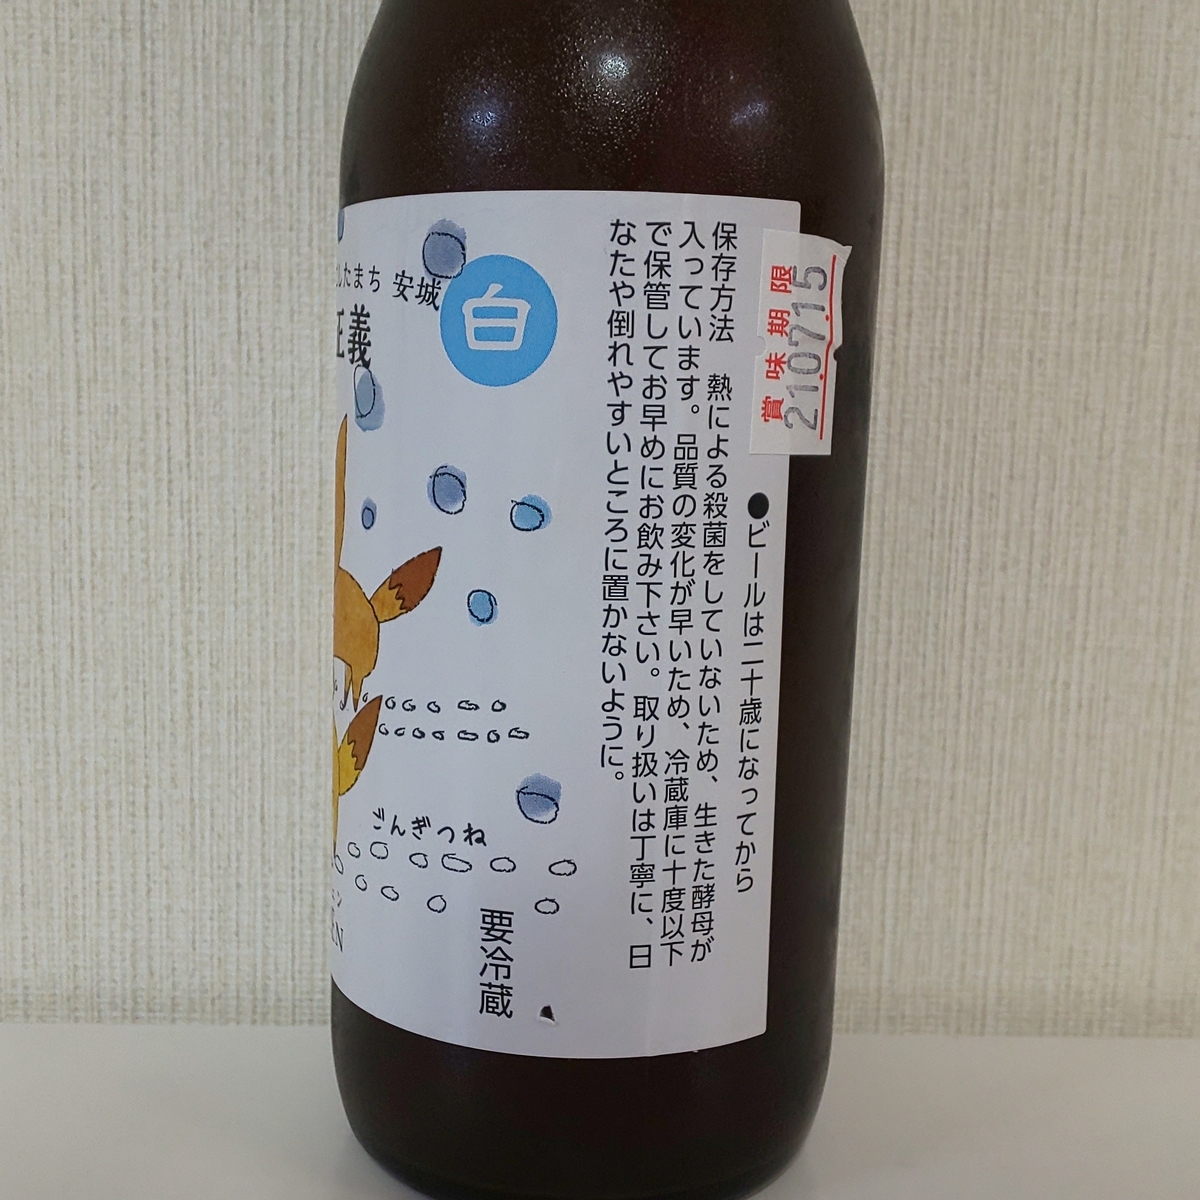 賞味期限
210715
●ビールは二十歳になってから
保存方法 熱による殺菌をしていないため、生きた酵母が
入っています。品質の変化が早いため、冷蔵庫に十度以下
で保管してお早めにお飲み下さい。取り扱いは丁寧に、日
なたや倒れやすいところに置かないように。
白
たまち 安城
正義
ごんぎつね
要冷蔵